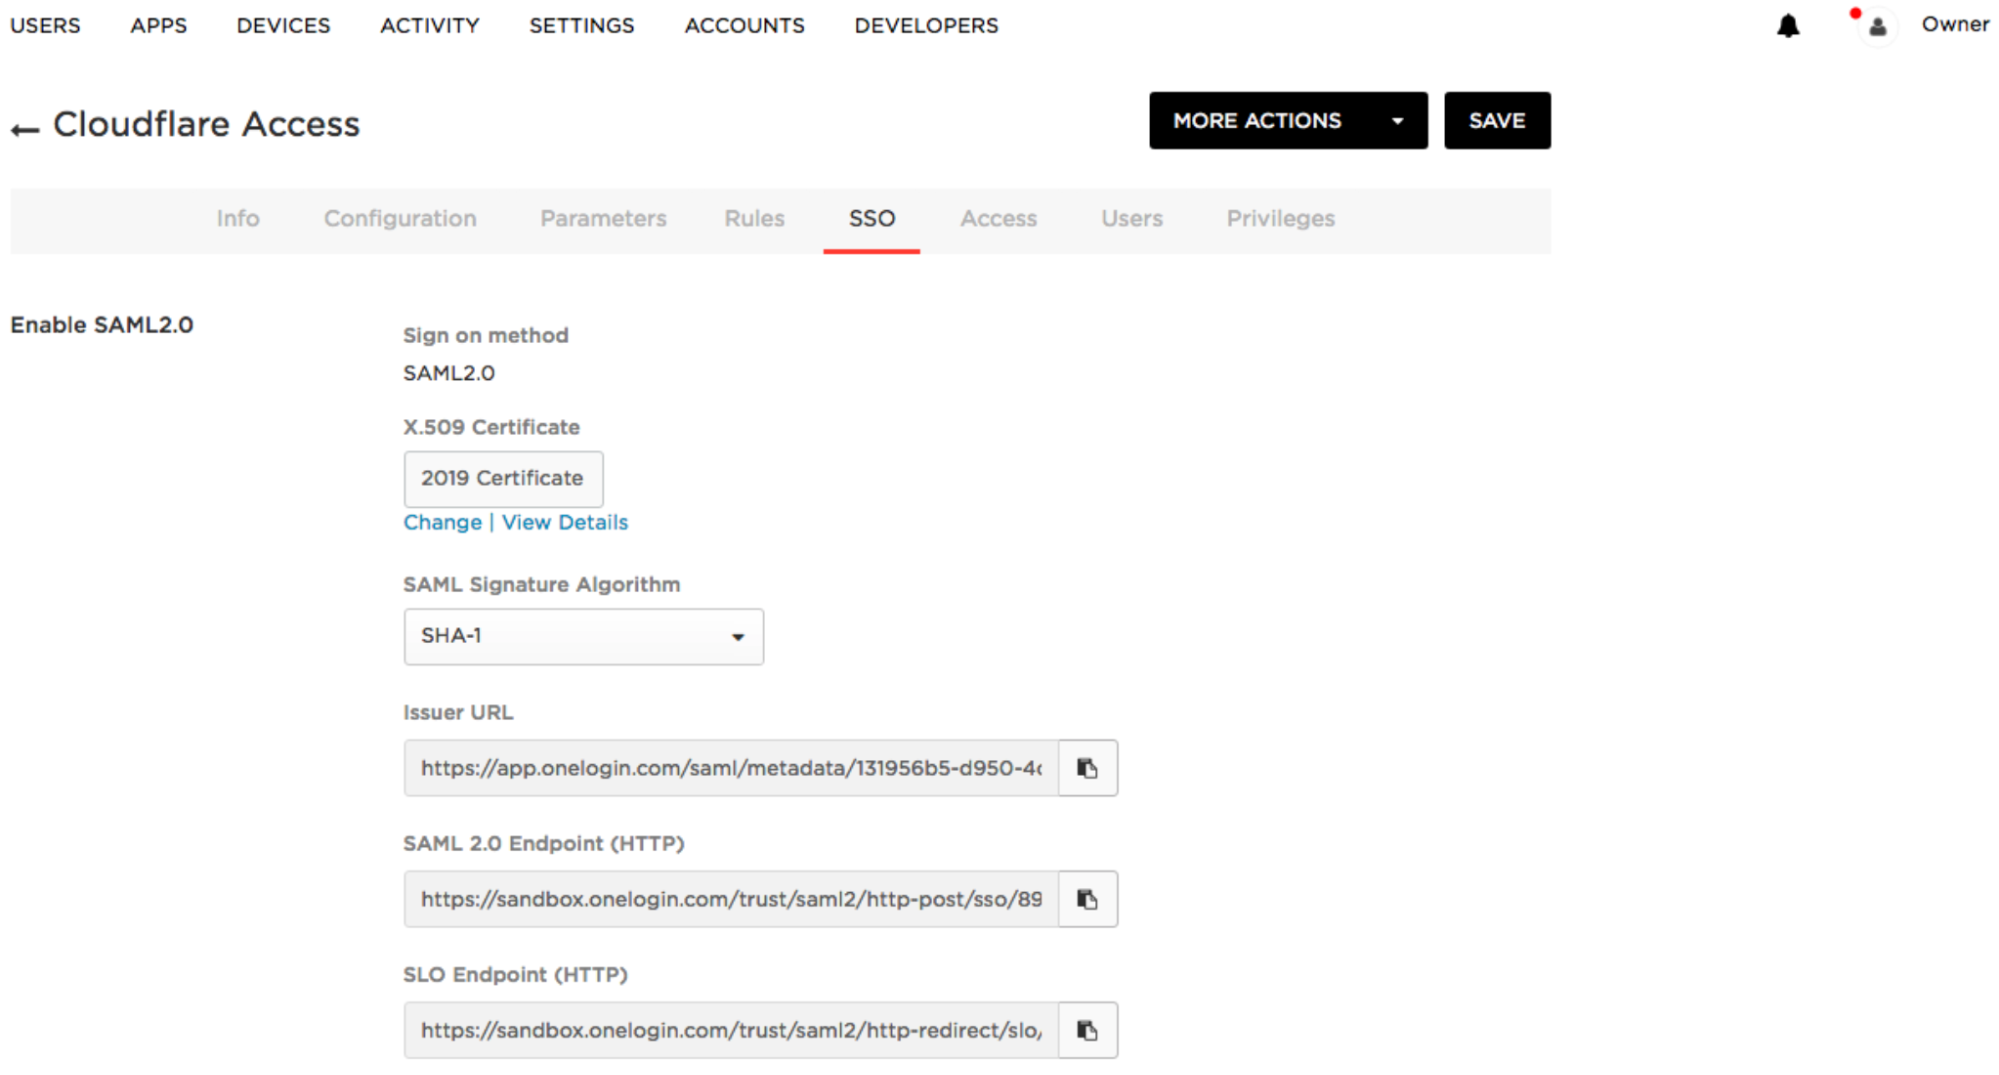 USERS APPS DEVICES ACTIVITY SETTINGS ACCOUNTS DEVELOPERS Owner
Cloudflare Access MORE ACTIONS SAVE
Info Configuration Parameters Rules SSO Access Users Privileges
Enable SAML2.0
Sign on method
SAML2.0
X.509 Certificate
2019 Certificate
Change | View Details
SAML Signature Algorithm
SHA-1
Issuer URL
https://app.onelogin.com/saml/metadata/131956b5-d950-4
SAML 2.0 Endpoint (HTTP)
https://sandbox.onelogin.com/trust/saml2/http-post/sso/89
SLO Endpoint (HTTP)
https://sandbox.onelogin.com/trust/saml2/http-redirect/slo/